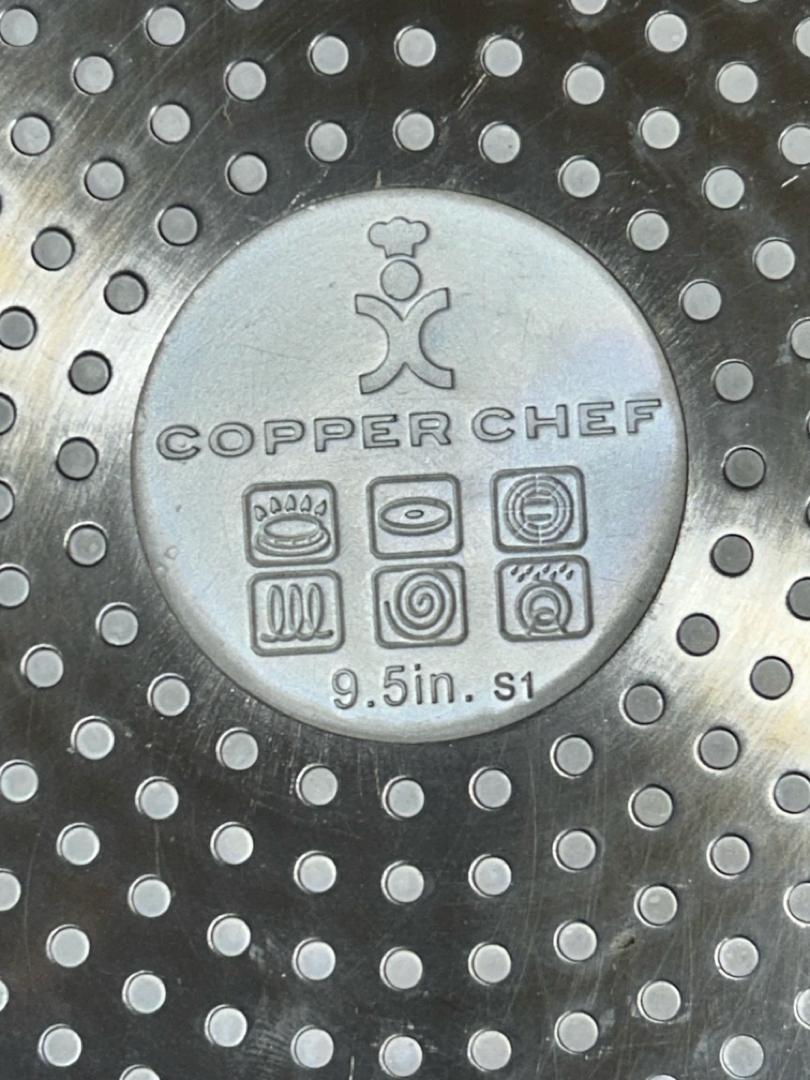 COPPER CHEF
9.5in. S1